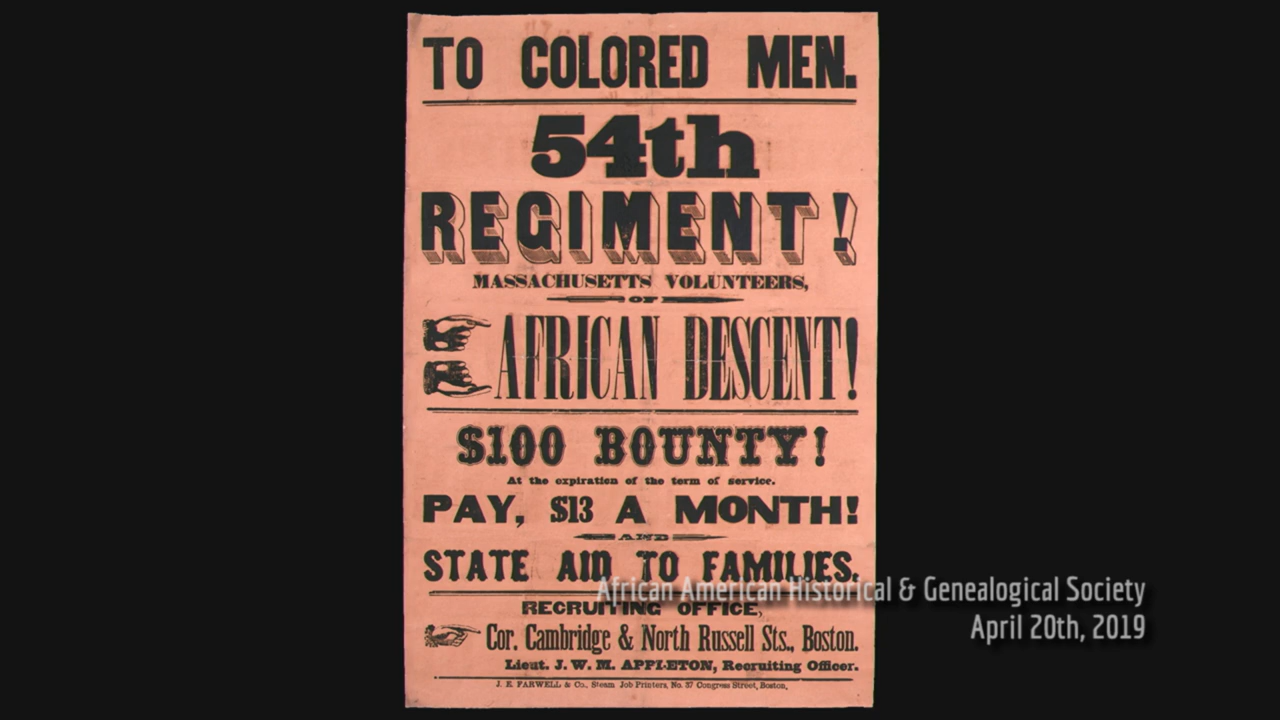 TO COLORED MEN.
54th
REGIMENT!
MASSACHUSETTS VOLUNTEERS,
OF
AFRICAN DESCENT!
$100 BOUNTY!
At the expiration of the term of service.
PAY, $13 A MONTH!
AND
STATE AID TO FAMILIES.
RECRUITING OFFICE,
Cor. Cambridge & North Russell Sts., Boston.
Lieut. J. W. M. APPLETON, Recruiting Officer.
J. E. FARWELL & Co., Steam Job Printers, No. 37 Congress Street, Boston.
African American Historical & Genealogical Society
April 20th, 2019